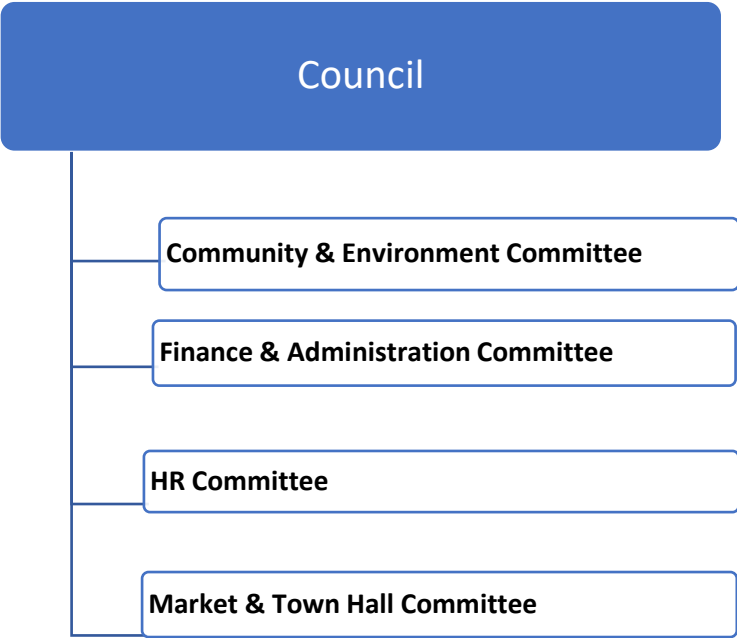 Council
Community & Environment Committee
Finance & Administration Committee
HR Committee
Market & Town Hall Committee